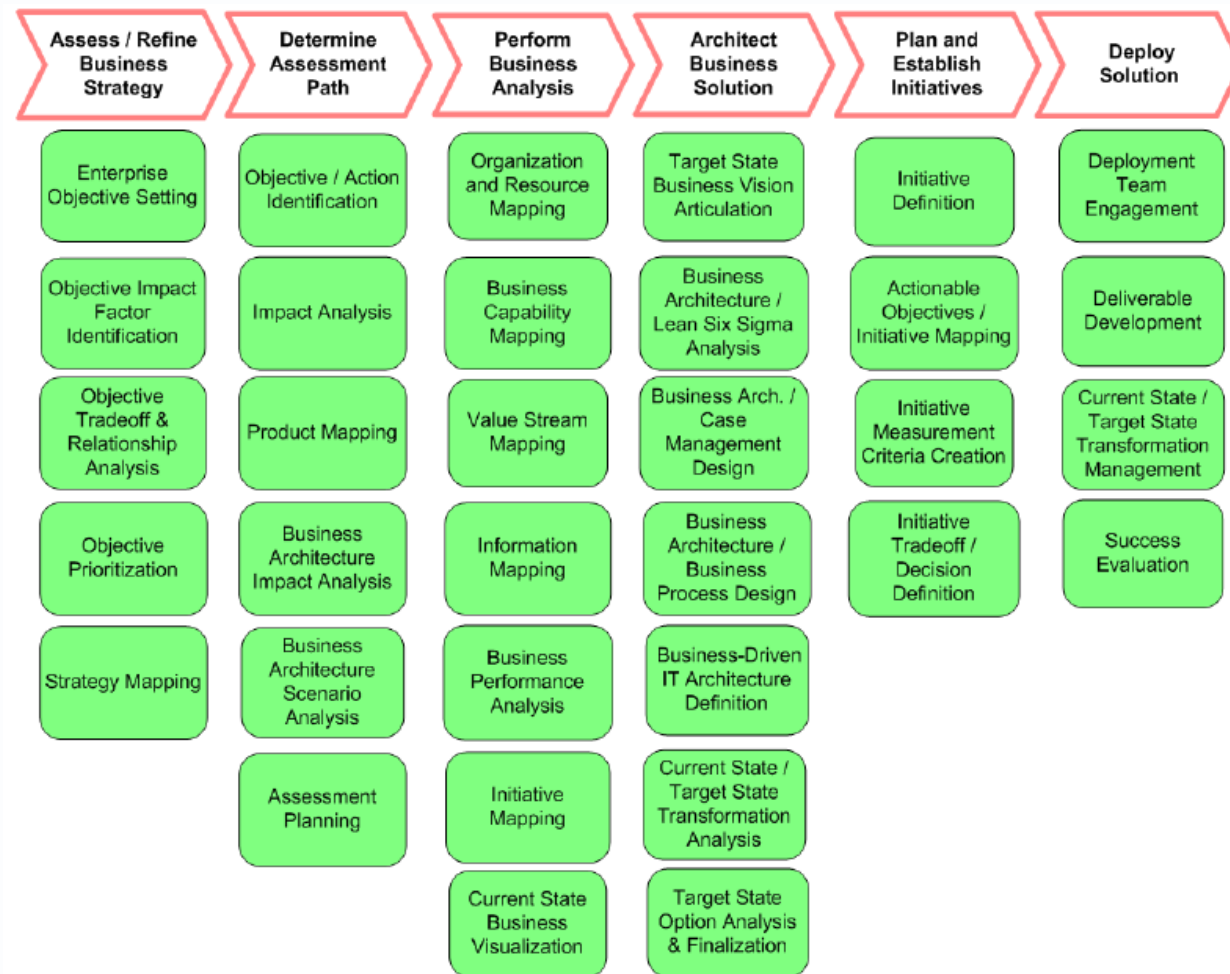 Assess / Refine
Business
Strategy
Determine
Assessment
Path
Perform
Business
Analysis
Architect
Business
Solution
Plan and
Establish
Initiatives
Deploy
Solution
Enterprise
Objective Setting
Objective Impact
Factor
Identification
Objective
Tradeoff &
Relationship
Analysis
Objective
Prioritization
Strategy Mapping
Objective / Action
Identification
Impact Analysis
Product Mapping
Business
Architecture
Impact Analysis
Business
Architecture
Scenario
Analysis
Assessment
Planning
Organization
and Resource
Mapping
Business
Capability
Mapping
Value Stream
Mapping
Information
Mapping
Business
Performance
Analysis
Initiative
Mapping
Current State
Business
Visualization
Target State
Business Vision
Articulation
Business
Architecture /
Lean Six Sigma
Analysis
Business Arch. /
Case
Management
Design
Business
Architecture /
Business
Process Design
Business-Driven
IT Architecture
Definition
Current State /
Target State
Transformation
Analysis
Target State
Option Analysis
& Finalization
Initiative
Definition
Actionable
Objectives /
Initiative Mapping
Initiative
Measurement
Criteria Creation
Initiative
Tradeoff /
Decision
Definition
Deployment
Team
Engagement
Deliverable
Development
Current State /
Target State
Transformation
Management
Success
Evaluation